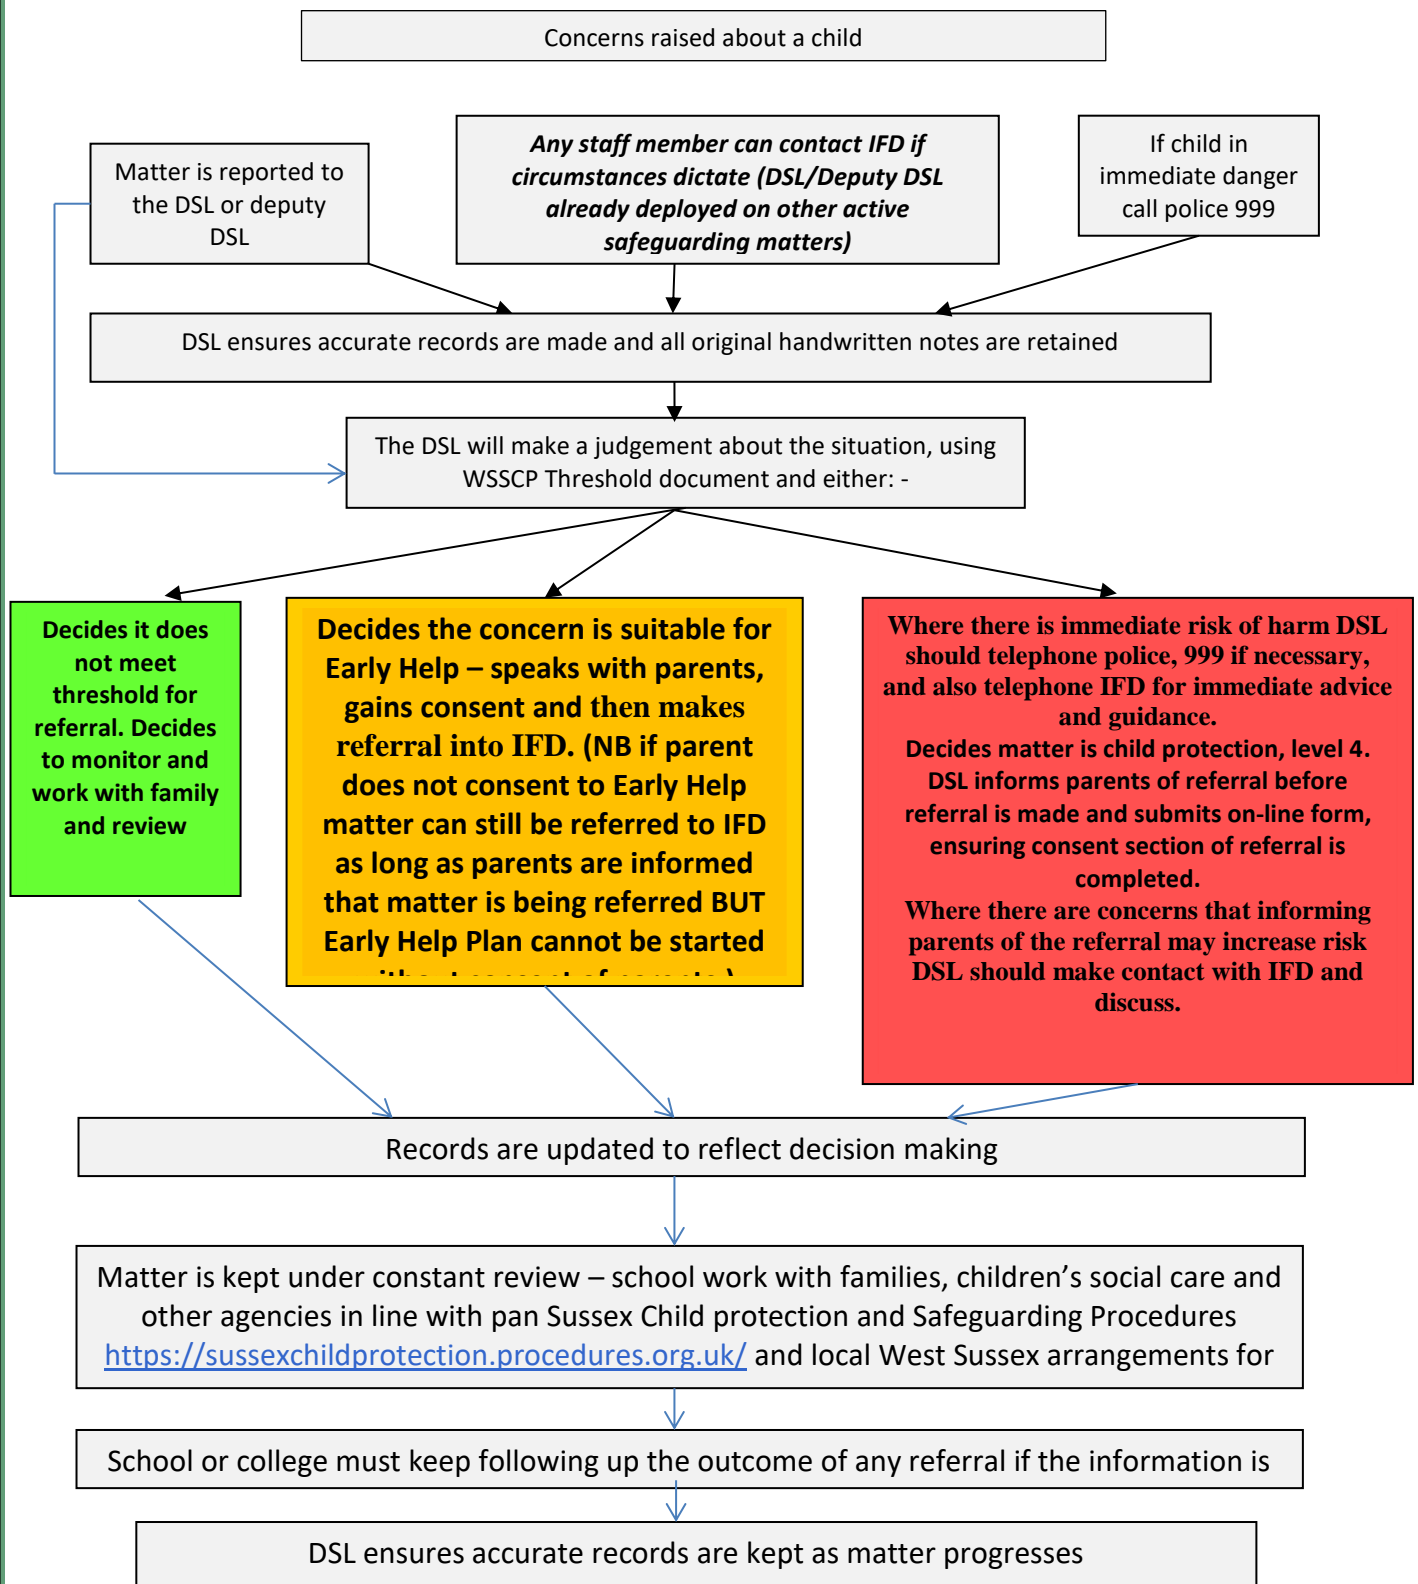 Concerns raised about a child
Matter is reported to
the DSL or deputy
DSL
Any staff member can contact IFD if
circumstances dictate (DSL/Deputy DSL
already deployed on other active
safeguarding matters)
If child in
immediate danger
call police 999
DSL ensures accurate records are made and all original handwritten notes are retained
The DSL will make a judgement about the situation, using
WSSCP Threshold document and either: -
Decides it does
not meet
threshold for
referral. Decides
to monitor and
work with family
and review
Decides the concern is suitable for
Early Help – speaks with parents,
gains consent and then makes
referral into IFD. (NB if parent
does not consent to Early Help
matter can still be referred to IFD
as long as parents are informed
that matter is being referred BUT
Early Help Plan cannot be started
Where there is immediate risk of harm DSL
should telephone police, 999 if necessary,
and also telephone IFD for immediate advice
and guidance.
Decides matter is child protection, level 4.
DSL informs parents of referral before
referral is made and submits on-line form,
ensuring consent section of referral is
completed.
Where there are concerns that informing
parents of the referral may increase risk
DSL should make contact with IFD and
discuss.
Records are updated to reflect decision making
Matter is kept under constant review – school work with families, children’s social care and
other agencies in line with pan Sussex Child protection and Safeguarding Procedures
https://sussexchildprotection.procedures.org.uk/ and local West Sussex arrangements for
School or college must keep following up the outcome of any referral if the information is
DSL ensures accurate records are kept as matter progresses